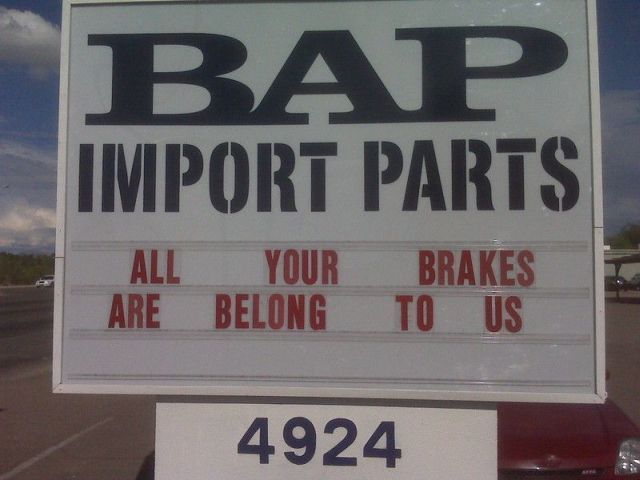 BAP
IMPORT PARTS
ALL YOUR BRAKES
ARE BELONG TO US
4924